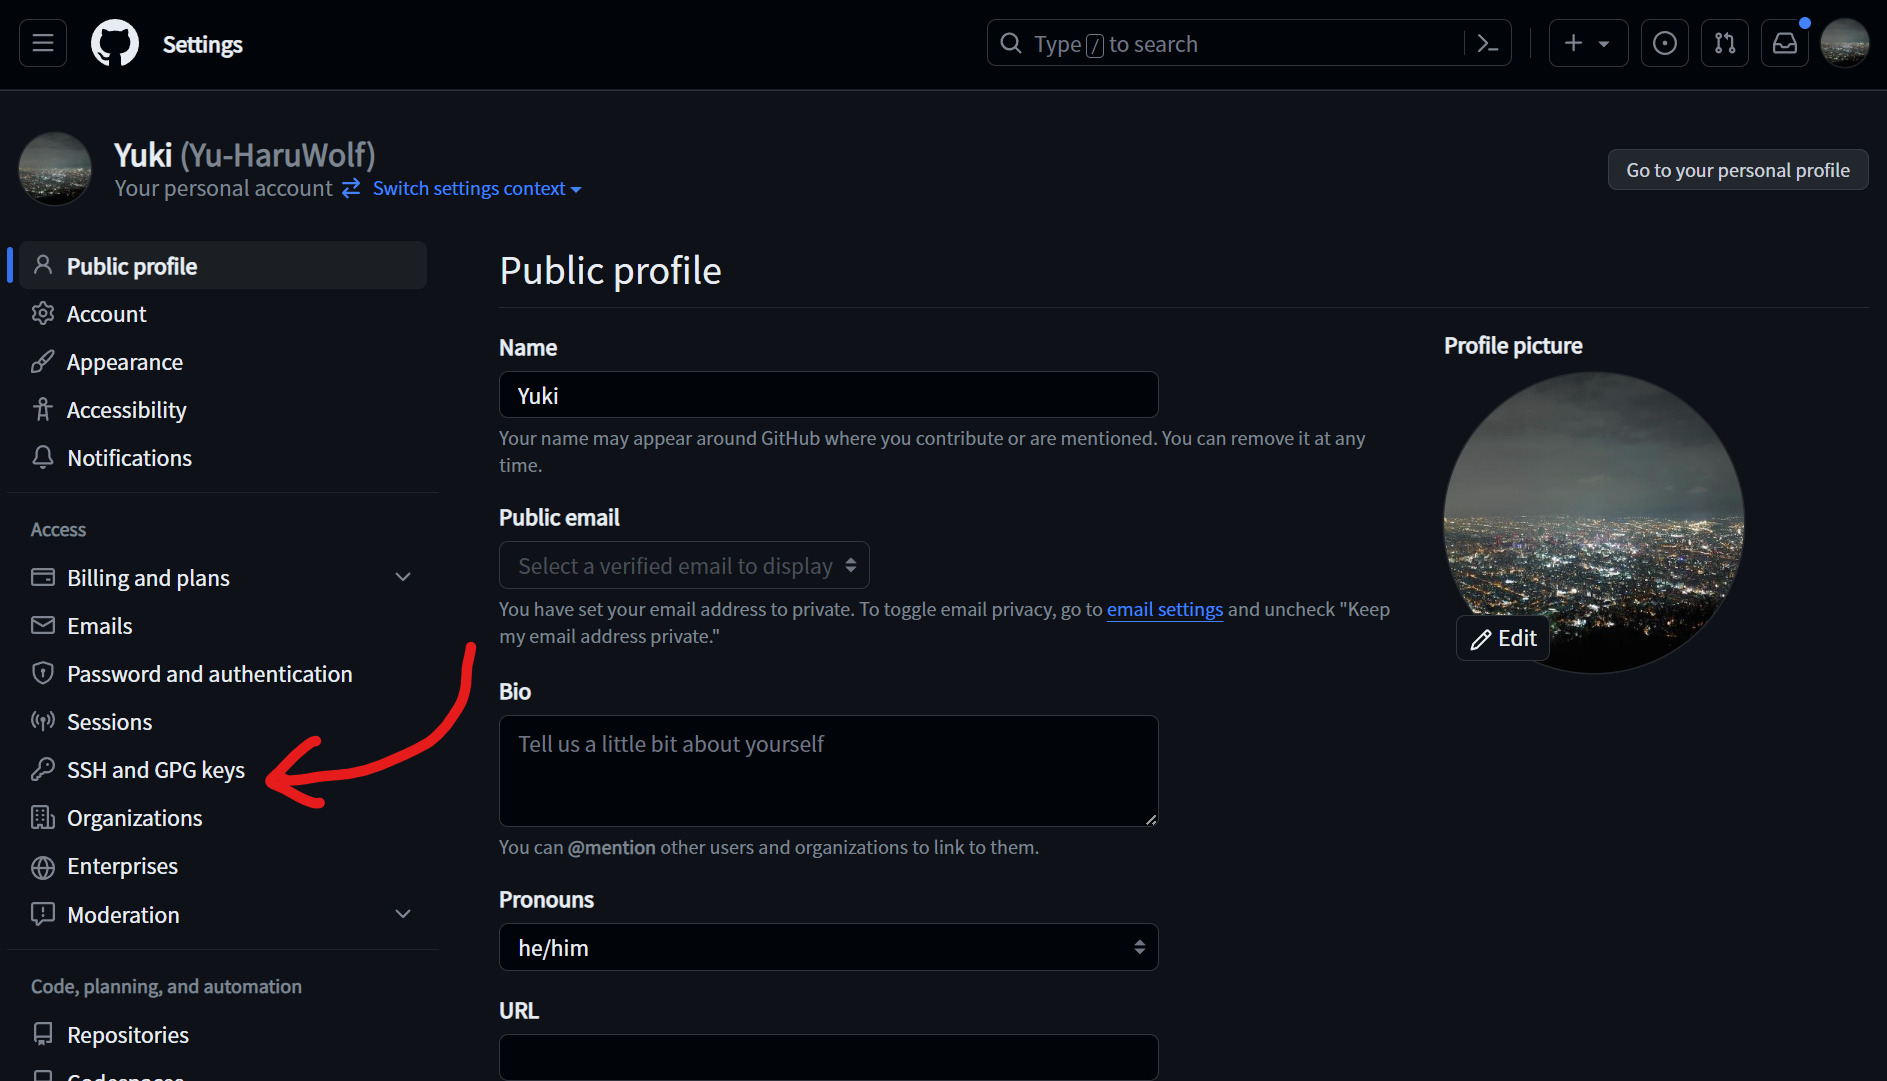 Settings
Type / to search
Yuki (Yu-HaruWolf)
Your personal account Switch settings context
Go to your personal profile
Public profile
Account
Appearance
Accessibility
Notifications
Access
Billing and plans
Emails
Password and authentication
Sessions
SSH and GPG keys
Organizations
Enterprises
Moderation
Code, planning, and automation
Repositories
Codespaces
Public profile
Name
Yuki
Your name may appear around GitHub where you contribute or are mentioned. You can remove it at any
time.
Public email
Select a verified email to display
You have set your email address to private. To toggle email privacy, go to email settings and uncheck "Keep
my email address private."
Bio
Tell us a little bit about yourself
You can @mention other users and organizations to link to them.
Pronouns
he/him
URL
Profile picture
Edit